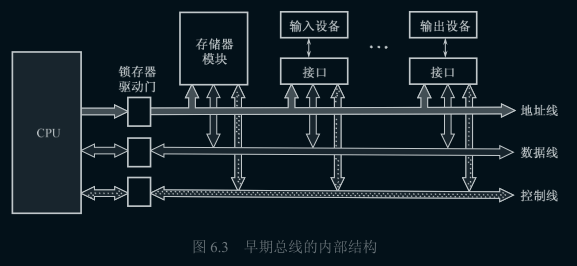 存储器
模块
输入设备
…
输出设备
锁存器
驱动门
接口
接口
CPU
地址线
数据线
控制线
图 6.3 早期总线的内部结构